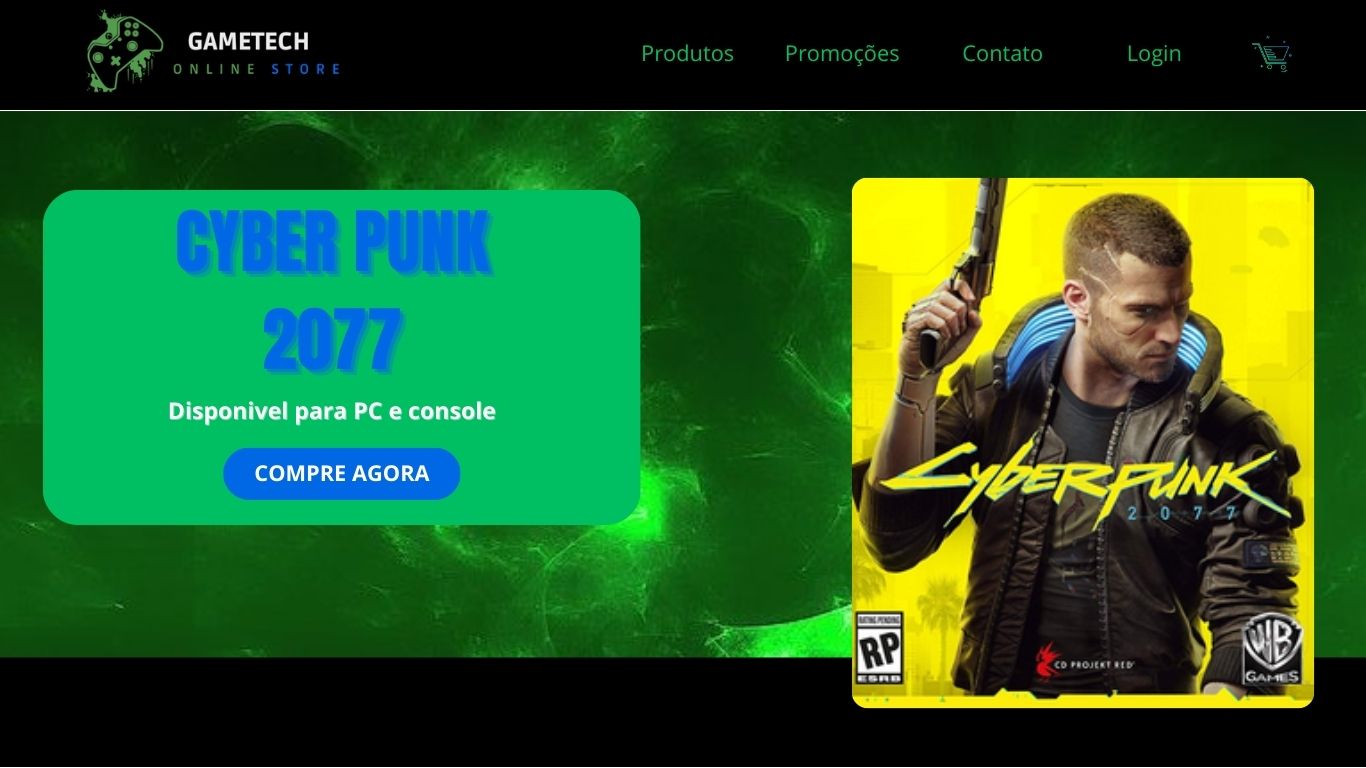 GAMETECH
ONLINE STORE
Produtos
Promoções
Contato
Login
CYBER PUNK
2077
Disponivel para PC e console
COMPRE AGORA
Cyberpunk
2077
RATING PENDING
RP
ESRB
CD PROJEKT RED
WB
GAMES